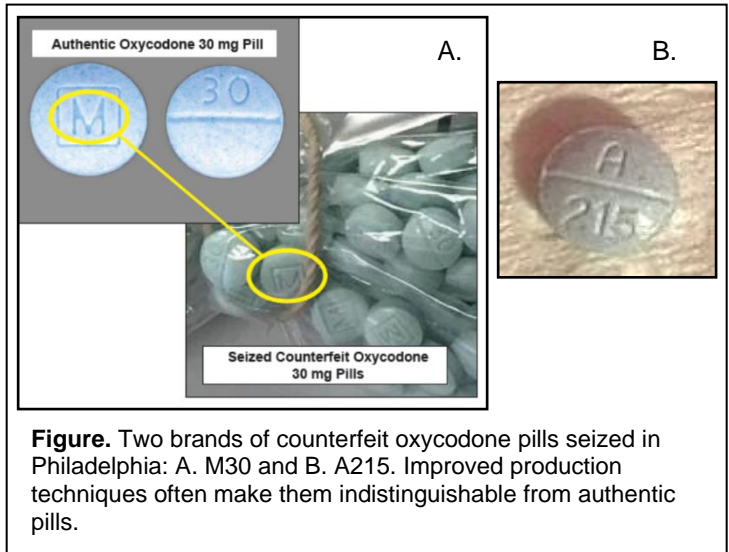 Authentic Oxycodone 30 mg Pill
A.
B.
M
30
A
215
M
Seized Counterfeit Oxycodone
30 mg Pills
Figure. Two brands of counterfeit oxycodone pills seized in
Philadelphia: A. M30 and B. A215. Improved production
techniques often make them indistinguishable from authentic
pills.